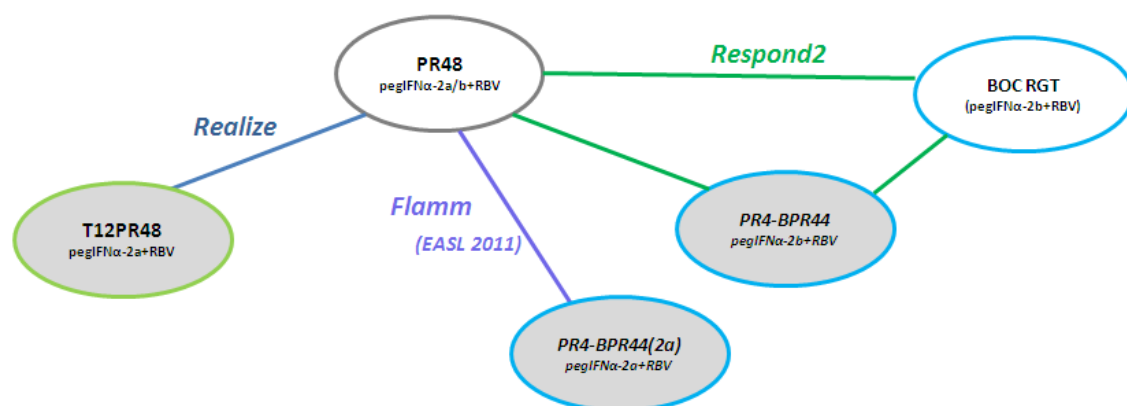 PR48
pegIFNα-2a/b+RBV
Respond2
BOC RGT
(pegIFNα-2b+RBV)
Realize
T12PR48
pegIFNα-2a+RBV
Flamm
(EASL 2011)
PR4-BPR44
pegIFNα-2b+RBV
PR4-BPR44(2a)
pegIFNα-2a+RBV